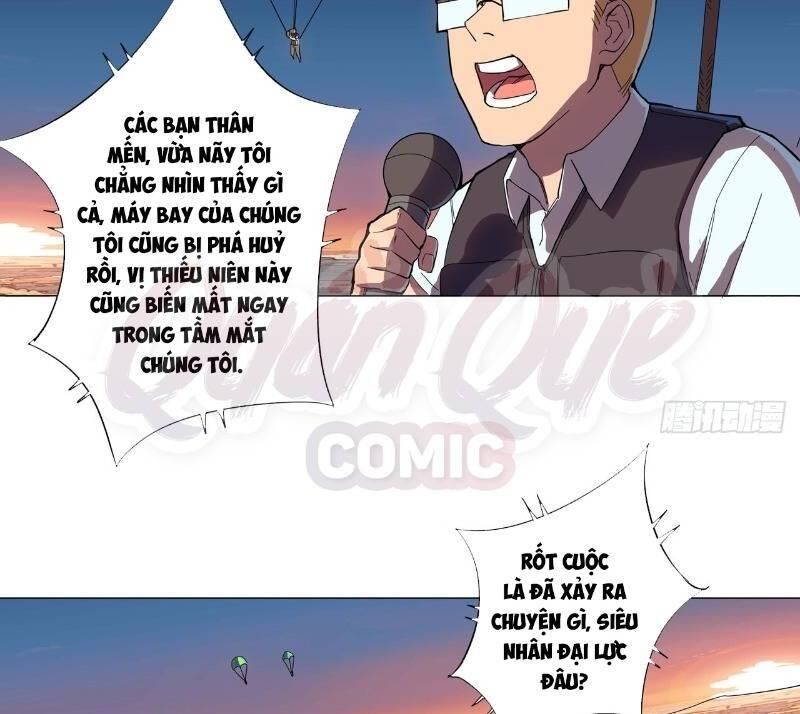 CÁC BẠN THÂN
MẾN, VỪA NÃY TÔI
CHẲNG NHÌN THẤY GÌ
CẢ, MÁY BAY CỦA CHÚNG
TÔI CŨNG BỊ PHÁ HUỶ
RỒI, VỊ THIẾU NIÊN NÀY
CŨNG BIẾN MẤT NGAY
TRONG TẦM MẮT
CHÚNG TÔI.
QuánQue
COMIC
腾讯动漫
RỐT CUỘC
LÀ ĐÃ XẢY RA
CHUYỆN GÌ, SIÊU
NHÂN ĐẠI LỰC
ĐÂU?